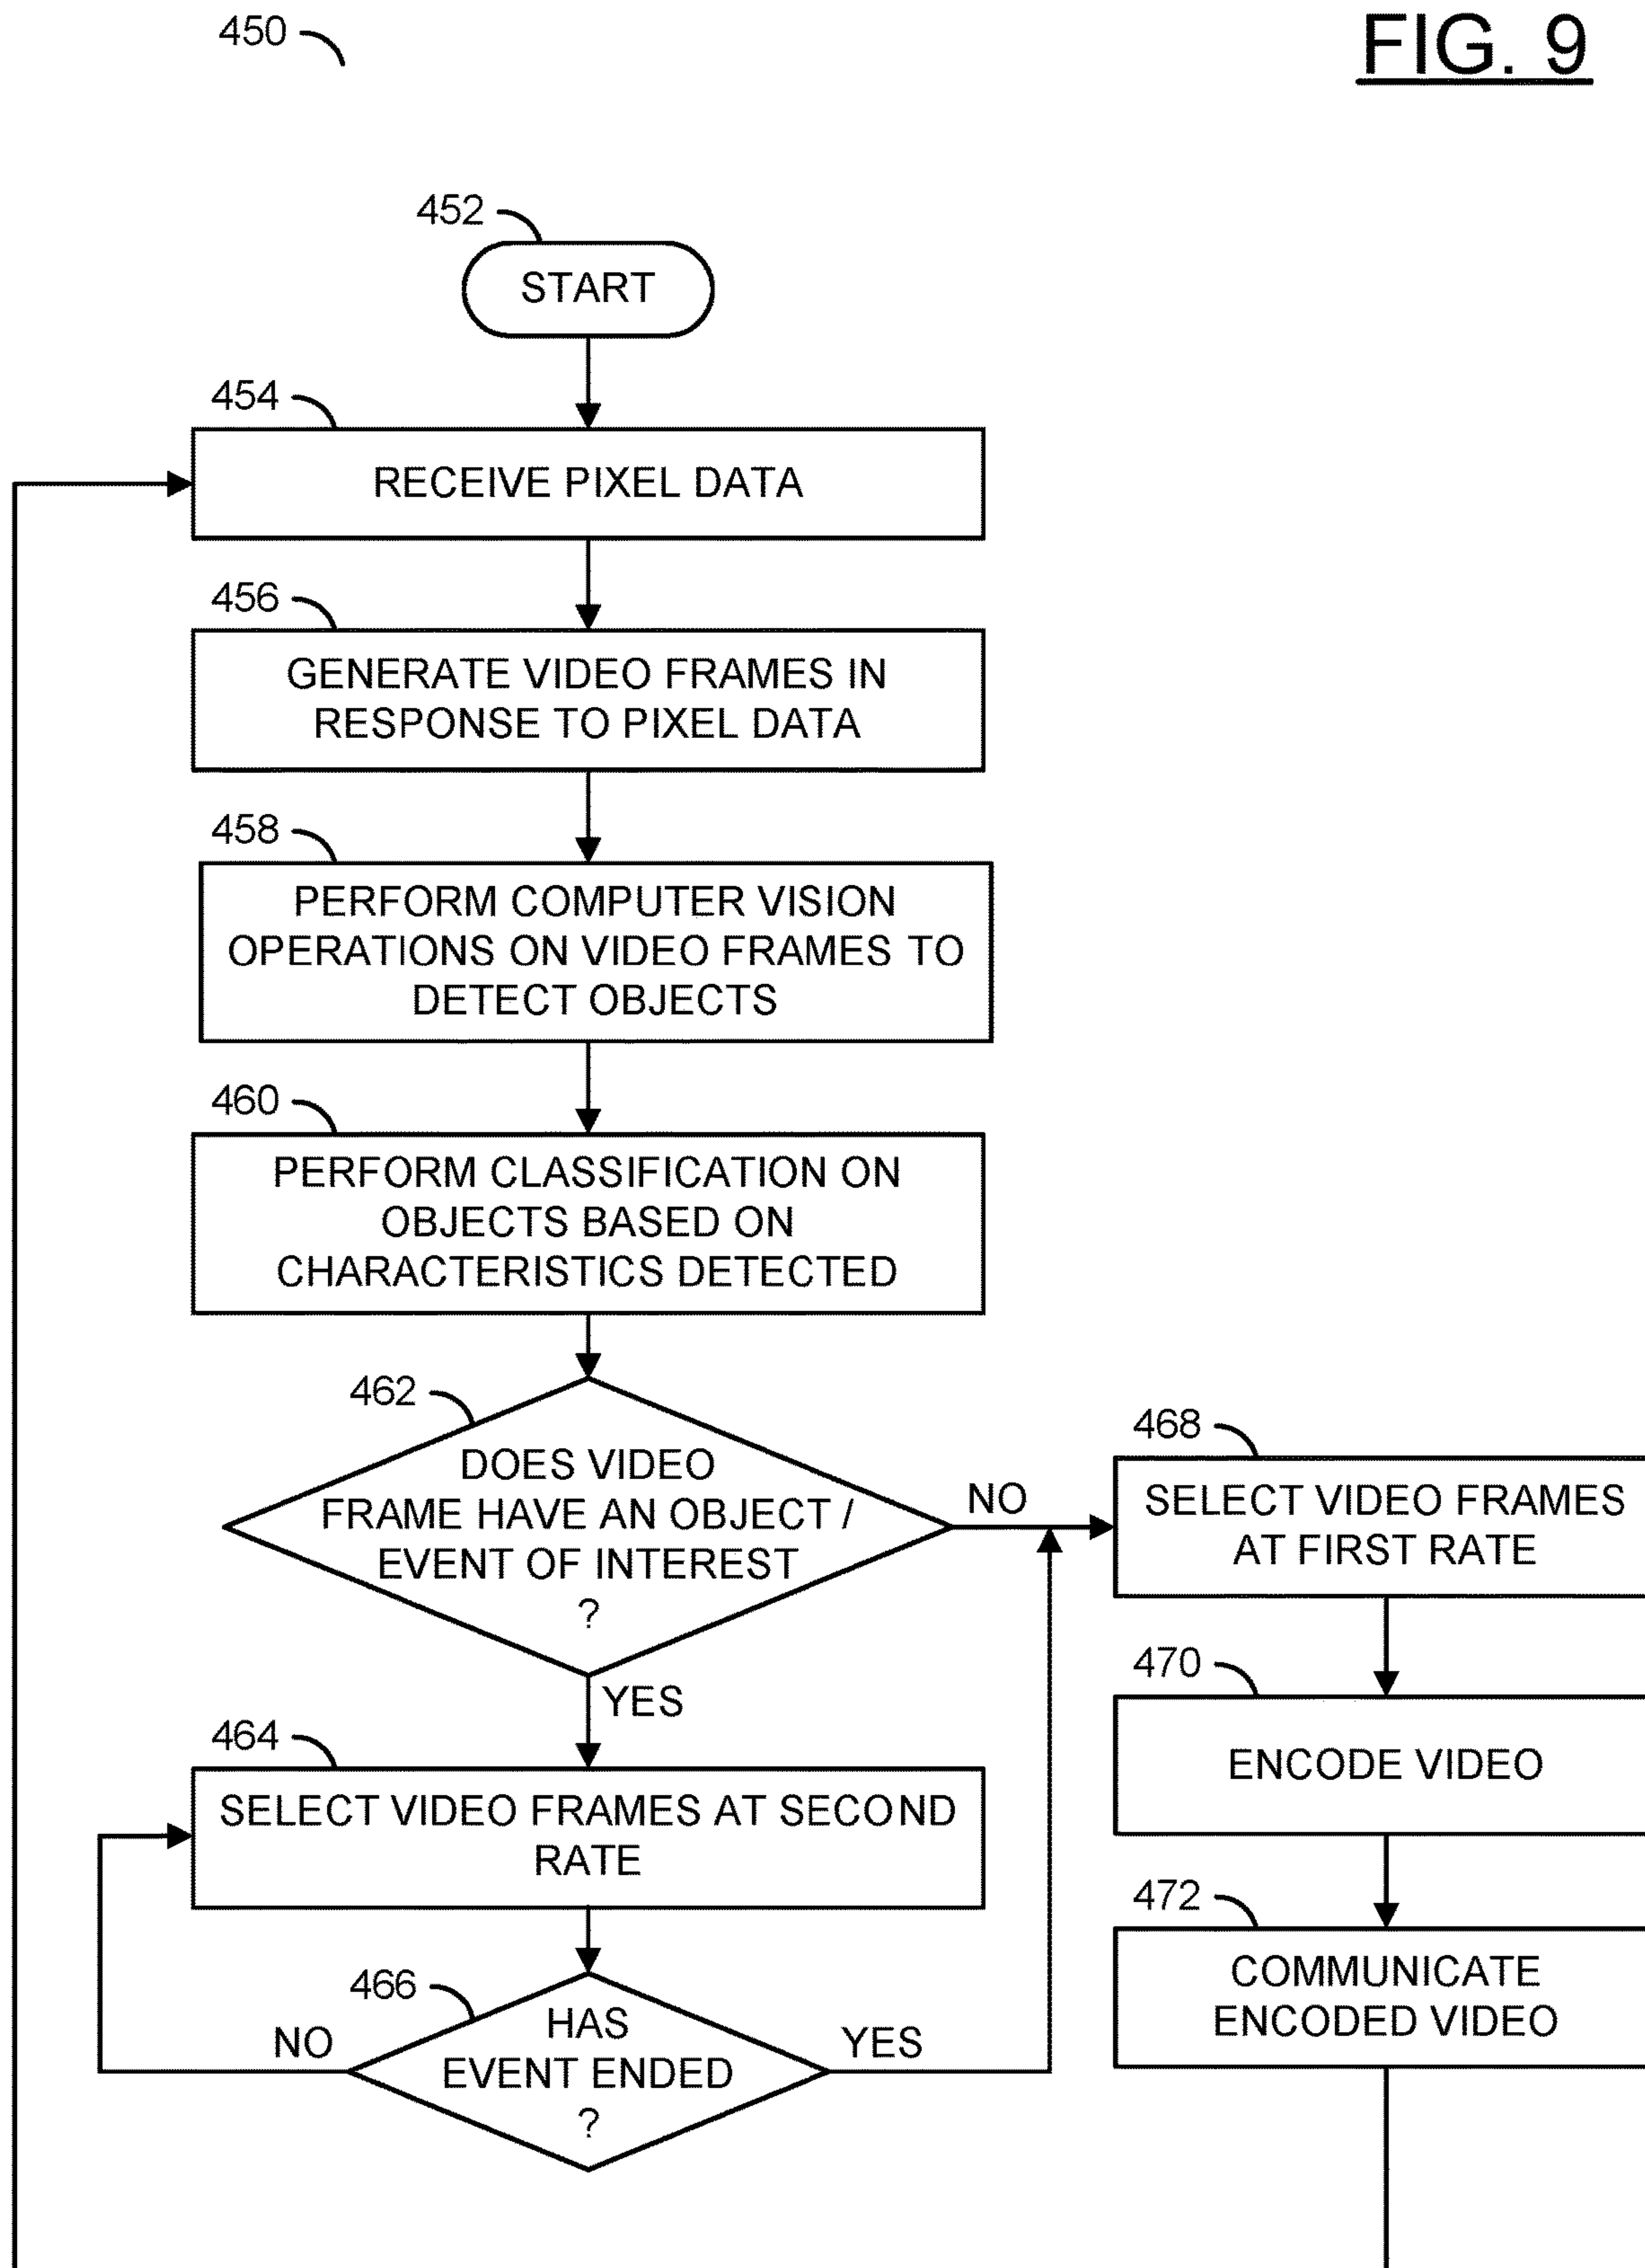 450
FIG. 9
452
START
454
RECEIVE PIXEL DATA
456
GENERATE VIDEO FRAMES IN
RESPONSE TO PIXEL DATA
458
PERFORM COMPUTER VISION
OPERATIONS ON VIDEO FRAMES TO
DETECT OBJECTS
460
PERFORM CLASSIFICATION ON
OBJECTS BASED ON
CHARACTERISTICS DETECTED
462
DOES VIDEO
FRAME HAVE AN OBJECT /
EVENT OF INTEREST
?
NO
YES
464
SELECT VIDEO FRAMES AT SECOND
RATE
466
HAS
EVENT ENDED
?
NO
YES
468
SELECT VIDEO FRAMES
AT FIRST RATE
470
ENCODE VIDEO
472
COMMUNICATE
ENCODED VIDEO